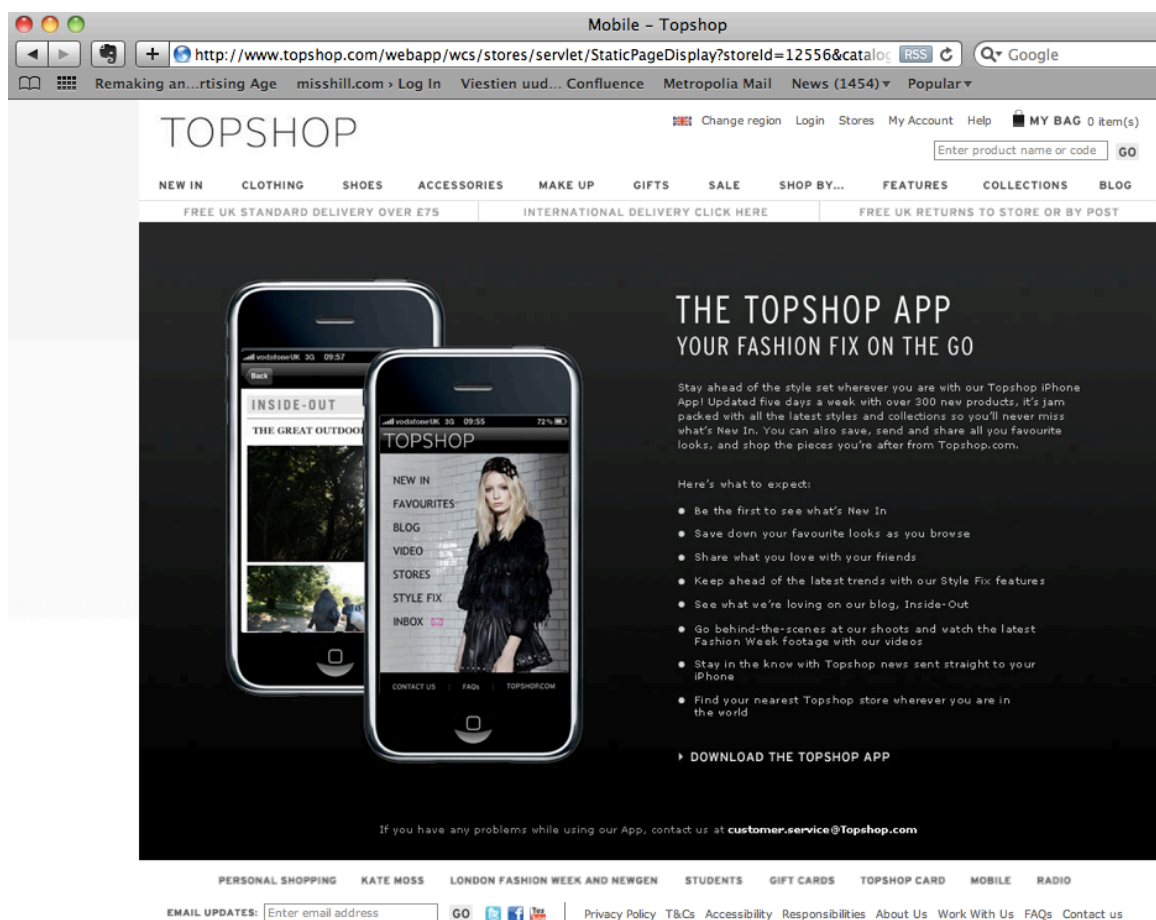 Mobile – Topshop
http://www.topshop.com/webapp/wcs/stores/servlet/StaticPageDisplay?storeId=12556&catalog RSS Google
Remaking an...rtising Age misshill.com › Log In Viestien uud... Confluence Metropolia Mail News (1454) Popular
TOPSHOP
Change region Login Stores My Account Help MY BAG 0 item(s)
Enter product name or code GO
NEW IN CLOTHING SHOES ACCESSORIES MAKE UP GIFTS SALE SHOP BY... FEATURES COLLECTIONS BLOG
FREE UK STANDARD DELIVERY OVER £75 INTERNATIONAL DELIVERY CLICK HERE FREE UK RETURNS TO STORE OR BY POST
vodafoneUK 3G 09:57
Back
INSIDE-OUT
THE GREAT OUTDOO
vodafoneUK 3G 09:55 72%
TOPSHOP
NEW IN
FAVOURITES
BLOG
VIDEO
STORES
STYLE FIX
INBOX
CONTACT US FAQs TOPSHOP.COM
THE TOPSHOP APP
YOUR FASHION FIX ON THE GO
Stay ahead of the style set wherever you are with our Topshop iPhone
App! Updated five days a week with over 300 new products, it's jam
packed with all the latest styles and collections so you'll never miss
what's New In. You can also save, send and share all you favourite
looks, and shop the pieces you're after from Topshop.com.
Here's what to expect:
Be the first to see what's New In
Save down your favourite looks as you browse
Share what you love with your friends
Keep ahead of the latest trends with our Style Fix features
See what we're loving on our blog, Inside-Out
Go behind-the-scenes at our shoots and watch the latest
Fashion Week footage with our videos
Stay in the know with Topshop news sent straight to your
iPhone
Find your nearest Topshop store wherever you are in
the world
DOWNLOAD THE TOPSHOP APP
If you have any problems while using our App, contact us at customer.service@Topshop.com
PERSONAL SHOPPING KATE MOSS LONDON FASHION WEEK AND NEWGEN STUDENTS GIFT CARDS TOPSHOP CARD MOBILE RADIO
EMAIL UPDATES: Enter email address GO Privacy Policy T&Cs Accessibility Responsibilities About Us Work With Us FAQs Contact us